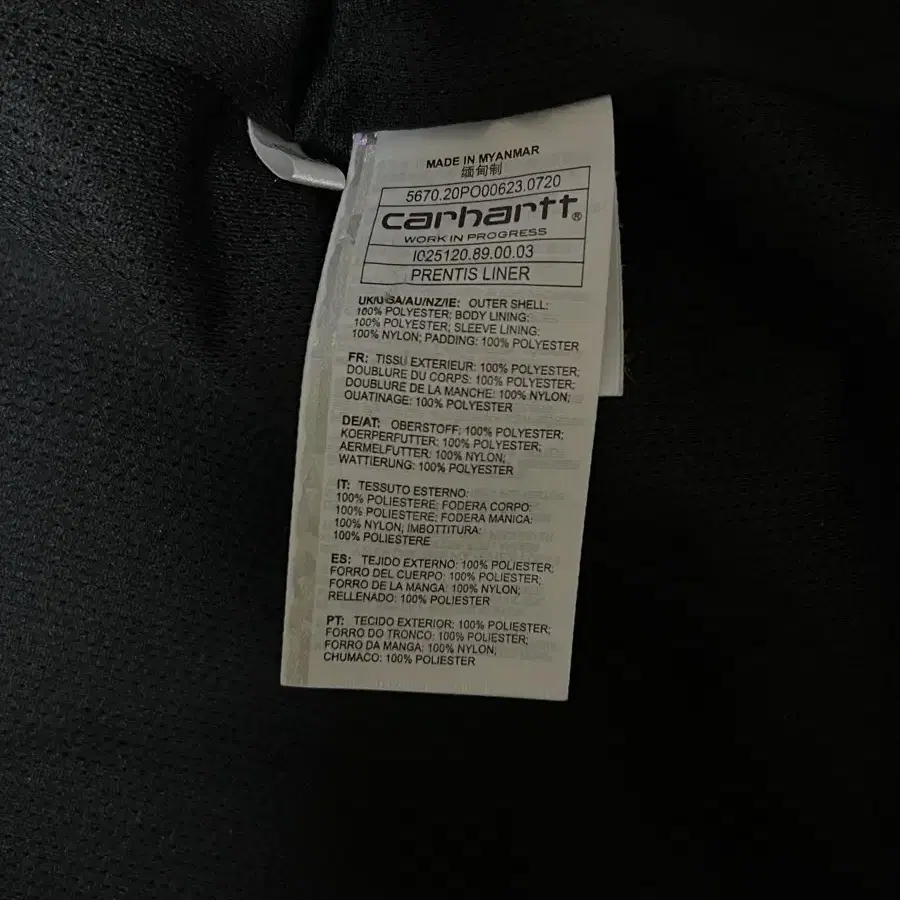 MADE IN MYANMAR
缅甸制
5670.20PO00623.0720
carhartt®
WORK IN PROGRESS
I025120.89.00.03
PRENTIS LINER
UK/USA/AU/NZ/IE: OUTER SHELL:
100% POLYESTER; BODY LINING:
100% POLYESTER; SLEEVE LINING:
100% NYLON; PADDING: 100% POLYESTER
FR: TISSU EXTERIEUR: 100% POLYESTER;
DOUBLURE DU CORPS: 100% POLYESTER;
DOUBLURE DE LA MANCHE: 100% NYLON;
OUATINAGE: 100% POLYESTER
DE/AT: OBERSTOFF: 100% POLYESTER;
KOERPERFUTTER: 100% POLYESTER;
AERMELFUTTER: 100% NYLON;
WATTIERUNG: 100% POLYESTER
IT: TESSUTO ESTERNO:
100% POLIESTERE; FODERA CORPO:
100% POLIESTERE; FODERA MANICA:
100% NYLON; IMBOTTITURA:
100% POLIESTERE
ES: TEJIDO EXTERNO: 100% POLIESTER;
FORRO DEL CUERPO: 100% POLIESTER;
FORRO DE LA MANGA: 100% NYLON;
RELLENADO: 100% POLIESTER
PT: TECIDO EXTERIOR: 100% POLIESTER;
FORRO DO TRONCO: 100% POLIESTER;
FORRO DA MANGA: 100% NYLON;
CHUMACO: 100% POLIESTER